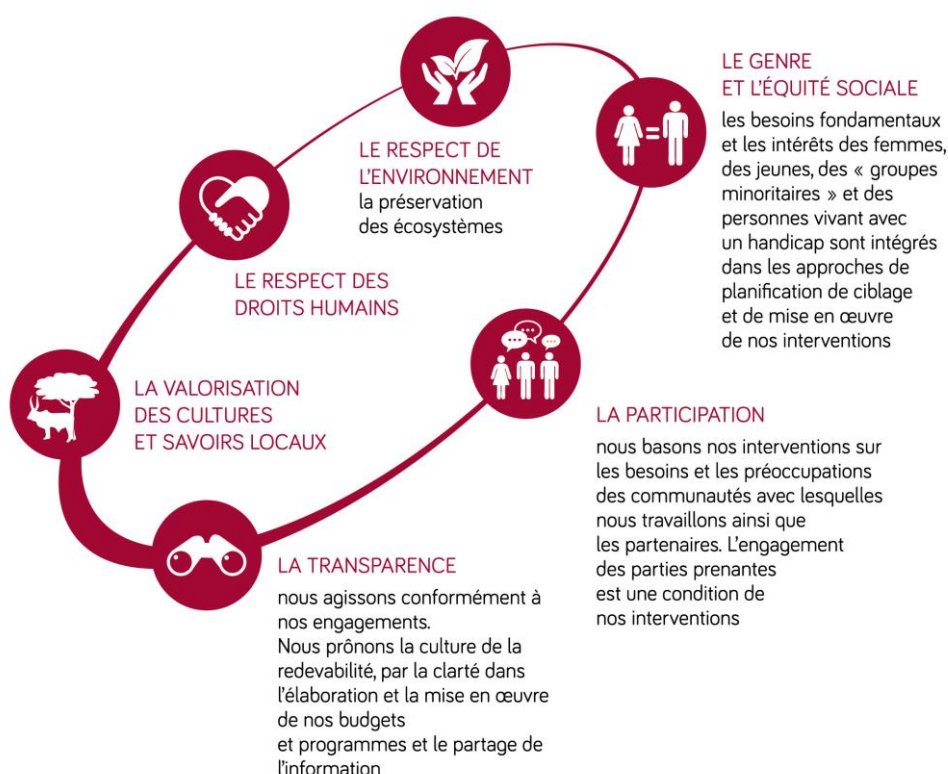 LE RESPECT DE
L'ENVIRONNEMENT
la préservation
des écosystèmes
LE GENRE
ET L'ÉQUITÉ SOCIALE
les besoins fondamentaux
et les intérêts des femmes,
des jeunes, des « groupes
minoritaires » et des
personnes vivant avec
un handicap sont intégrés
dans les approches de
planification de ciblage
et de mise en œuvre
de nos interventions
LE RESPECT DES
DROITS HUMAINS
LA VALORISATION
DES CULTURES
ET SAVOIRS LOCAUX
LA PARTICIPATION
nous basons nos interventions sur
les besoins et les préoccupations
des communautés avec lesquelles
nous travaillons ainsi que
les partenaires. L'engagement
des parties prenantes
est une condition de
nos interventions
LA TRANSPARENCE
nous agissons conformément à
nos engagements.
Nous prônons la culture de la
redevabilité, par la clarté dans
l'élaboration et la mise en œuvre
de nos budgets
et programmes et le partage de
l'information